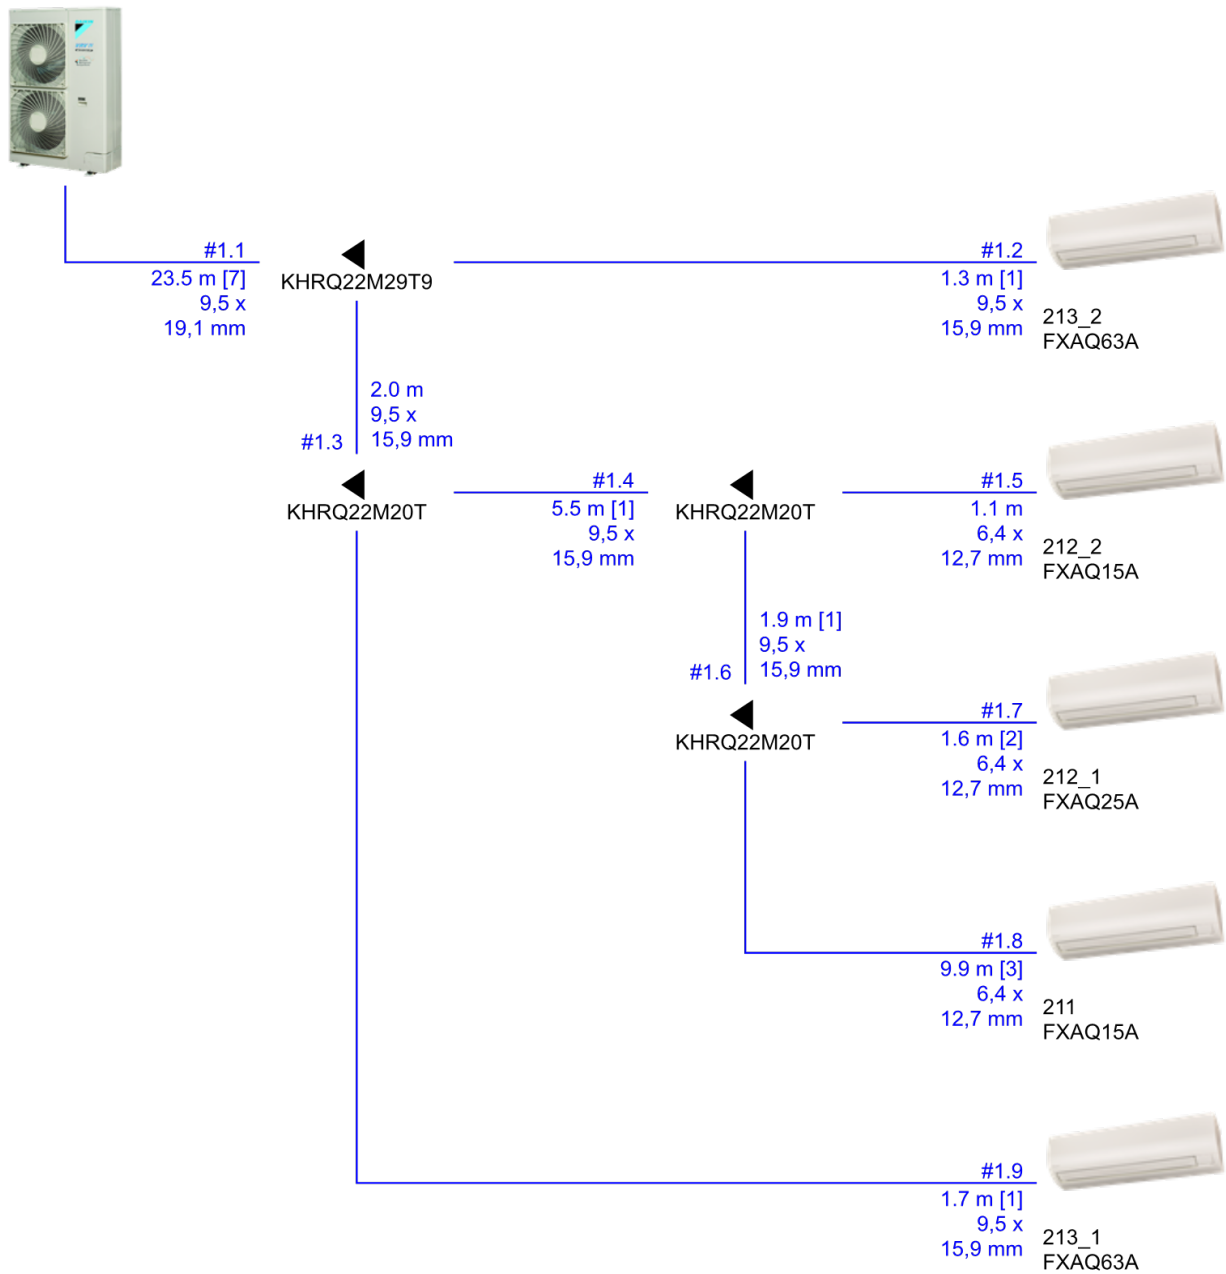 #1.1
23.5 m [7]
9,5 x
19,1 mm
KHRQ22M29T9
#1.2
1.3 m [1]
9,5 x
15,9 mm
213_2
FXAQ63A
2.0 m
9,5 x
15,9 mm
#1.3
KHRQ22M20T
#1.4
5.5 m [1]
9,5 x
15,9 mm
KHRQ22M20T
#1.5
1.1 m
6,4 x
12,7 mm
212_2
FXAQ15A
1.9 m [1]
9,5 x
15,9 mm
#1.6
KHRQ22M20T
#1.7
1.6 m [2]
6,4 x
12,7 mm
212_1
FXAQ25A
#1.8
9.9 m [3]
6,4 x
12,7 mm
211
FXAQ15A
#1.9
1.7 m [1]
9,5 x
15,9 mm
213_1
FXAQ63A